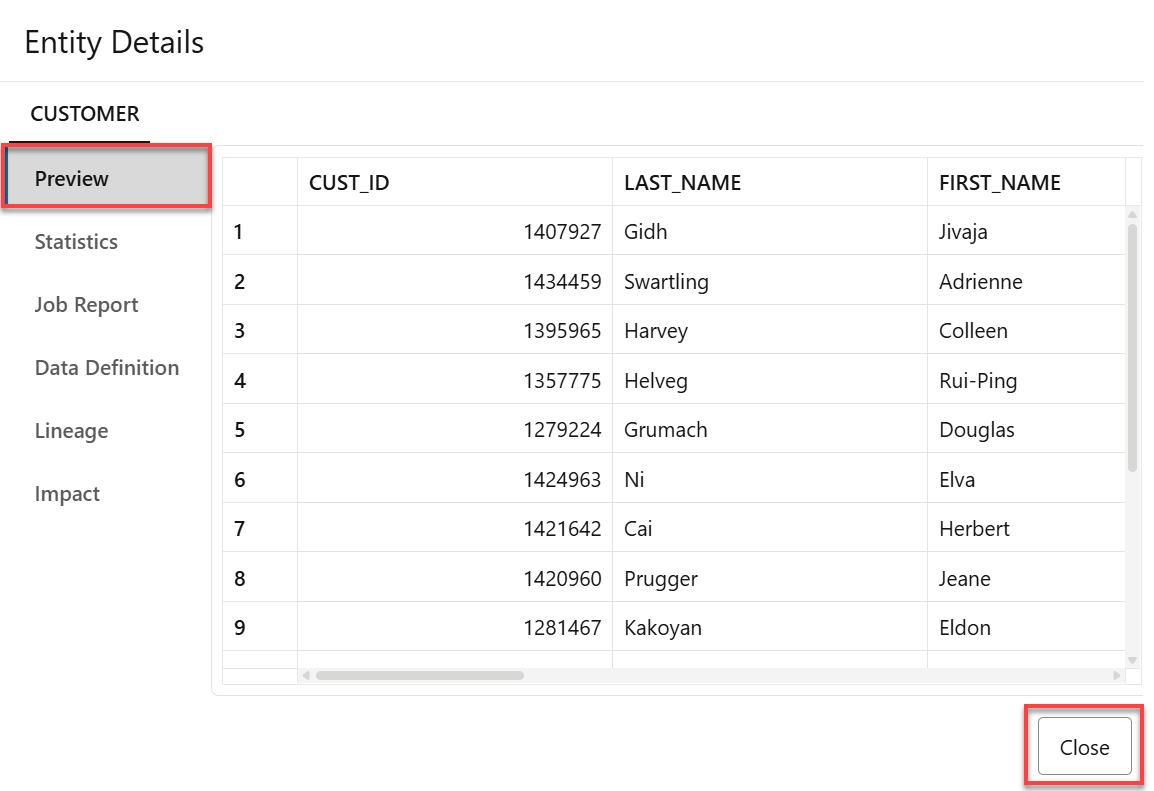 Entity Details
CUSTOMER
Preview
Statistics
Job Report
Data Definition
Lineage
Impact
CUST_ID LAST_NAME FIRST_NAME
1 1407927 Gidh Jivaja
2 1434459 Swartling Adrienne
3 1395965 Harvey Colleen
4 1357775 Helveg Rui-Ping
5 1279224 Grumach Douglas
6 1424963 Ni Elva
7 1421642 Cai Herbert
8 1420960 Prugger Jeane
9 1281467 Kakoyan Eldon
Close